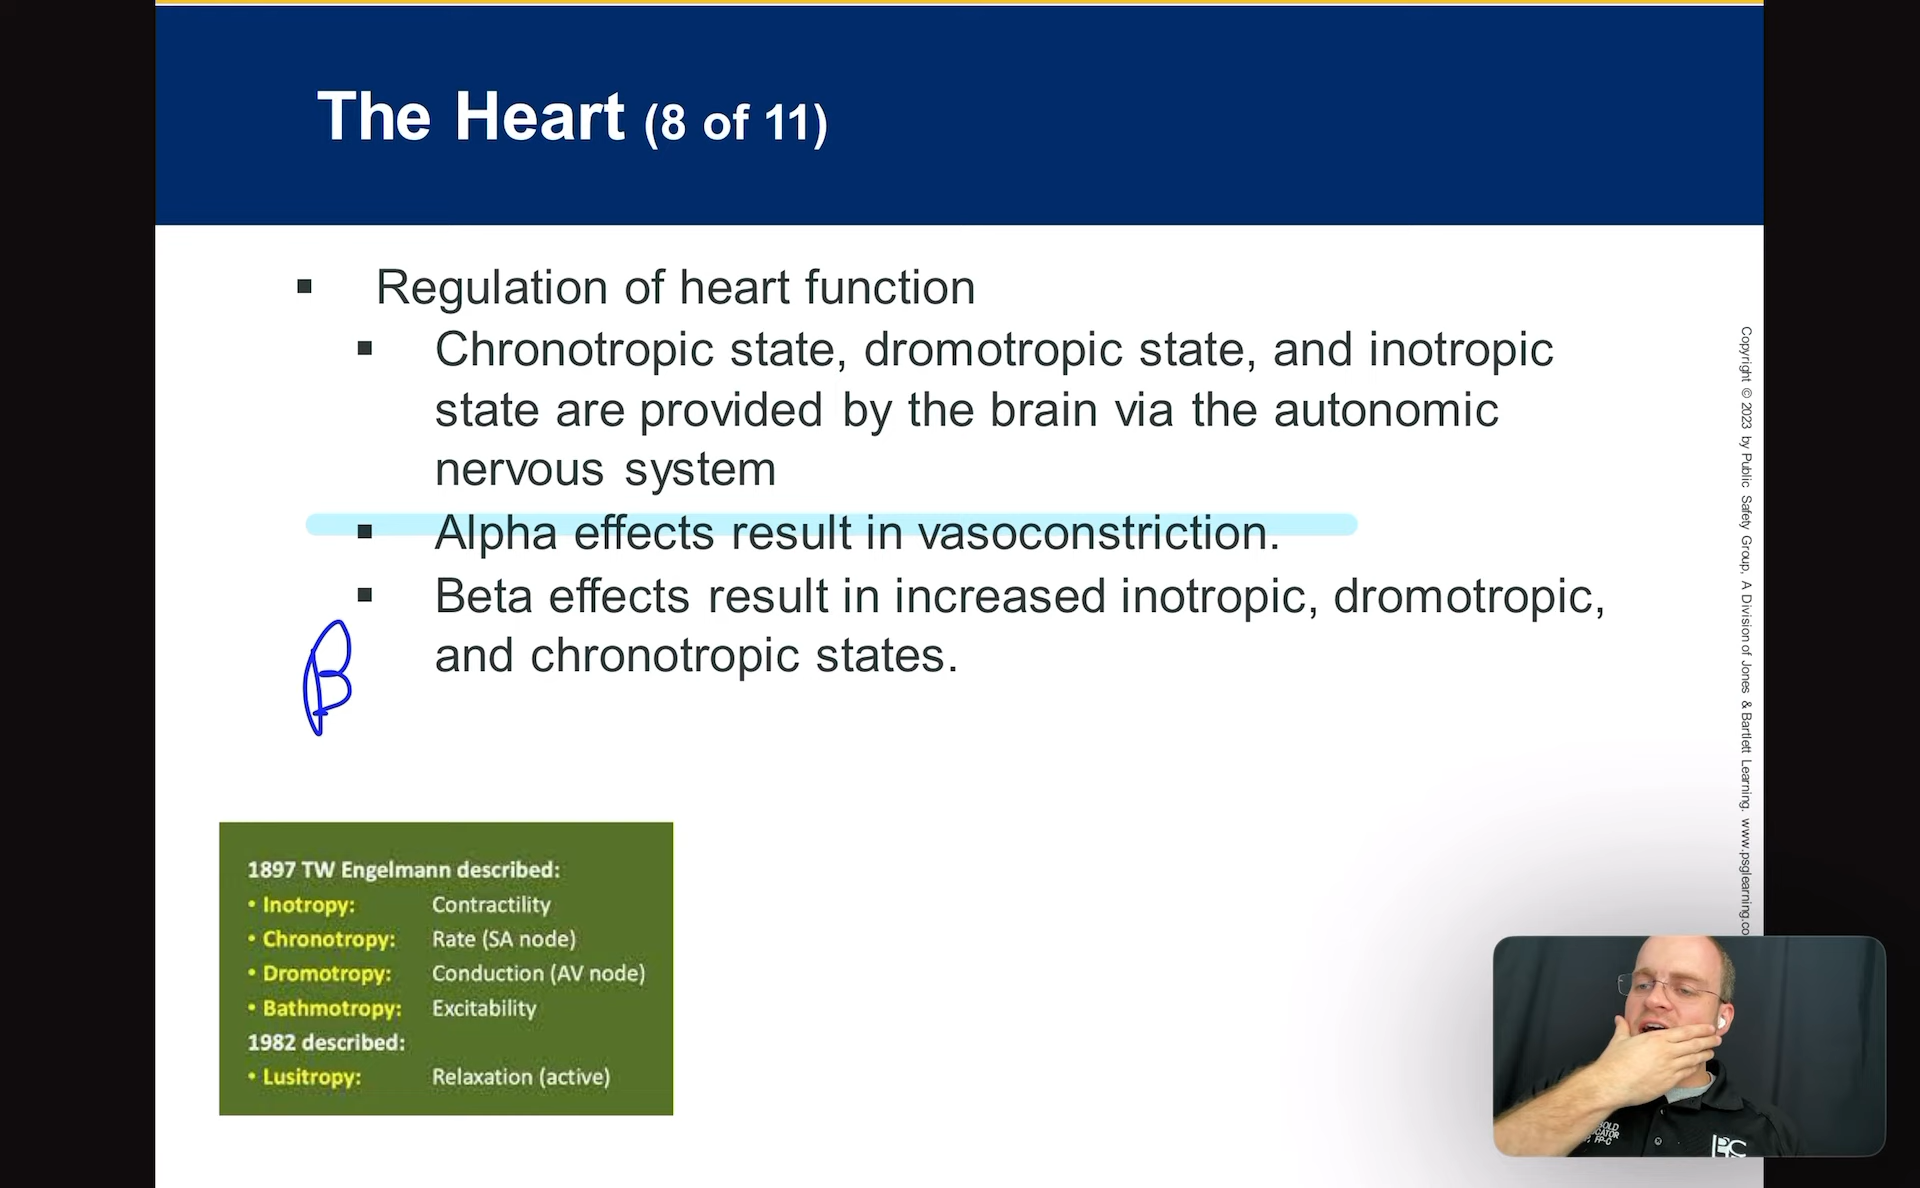 The Heart (8 of 11)
▪ Regulation of heart function
▪ Chronotropic state, dromotropic state, and inotropic
state are provided by the brain via the autonomic
nervous system
▪ Alpha effects result in vasoconstriction.
▪ Beta effects result in increased inotropic, dromotropic,
and chronotropic states.
B
1897 TW Engelmann described:
• Inotropy: Contractility
• Chronotropy: Rate (SA node)
• Dromotropy: Conduction (AV node)
• Bathmotropy: Excitability
1982 described:
• Lusitropy: Relaxation (active)
Copyright © 2023 by Public Safety Group, A Division of Jones & Bartlett Learning. www.psglearning.co
FP-C